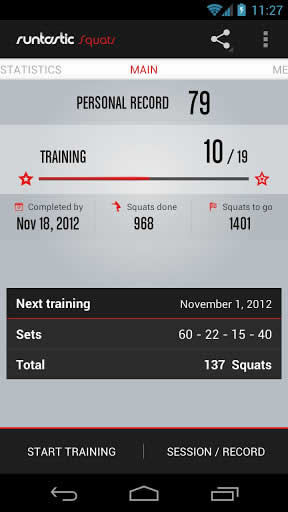 11:27
runtastic Squats
STATISTICS MAIN ME
PERSONAL RECORD 79
TRAINING 10 / 19
Completed by Squats done Squats to go
Nov 18, 2012 968 1401
Next training November 1, 2012
Sets 60 - 22 - 15 - 40
Total 137 Squats
START TRAINING SESSION / RECORD